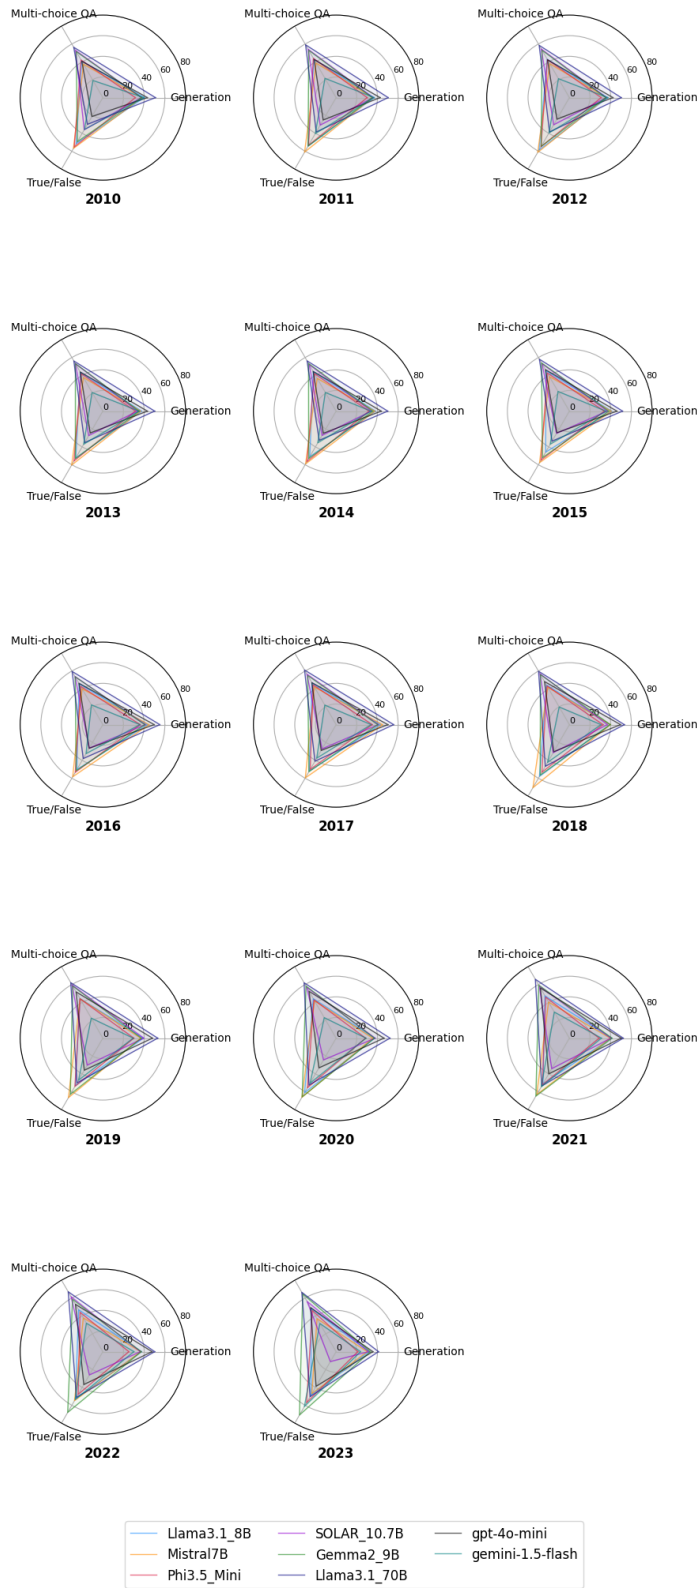 Multi-choice QA Multi-choice QA Multi-choice QA
80 80 80
60 60 60
40 40 40
20 20 20
0 Generation 0 Generation 0 Generation
True/False True/False True/False
2010 2011 2012
Multi-choice QA Multi-choice QA Multi-choice QA
80 80 80
60 60 60
40 40 40
20 20 20
0 Generation 0 Generation 0 Generation
True/False True/False True/False
2013 2014 2015
Multi-choice QA Multi-choice QA Multi-choice QA
80 80 80
60 60 60
40 40 40
20 20 20
0 Generation 0 Generation 0 Generation
True/False True/False True/False
2016 2017 2018
Multi-choice QA Multi-choice QA Multi-choice QA
80 80 80
60 60 60
40 40 40
20 20 20
0 Generation 0 Generation 0 Generation
True/False True/False True/False
2019 2020 2021
Multi-choice QA Multi-choice QA
80 80
60 60
40 40
20 20
0 Generation 0 Generation
True/False True/False
2022 2023
Llama3.1_8B SOLAR_10.7B gpt-4o-mini
Mistral7B Gemma2_9B gemini-1.5-flash
Phi3.5_Mini Llama3.1_70B